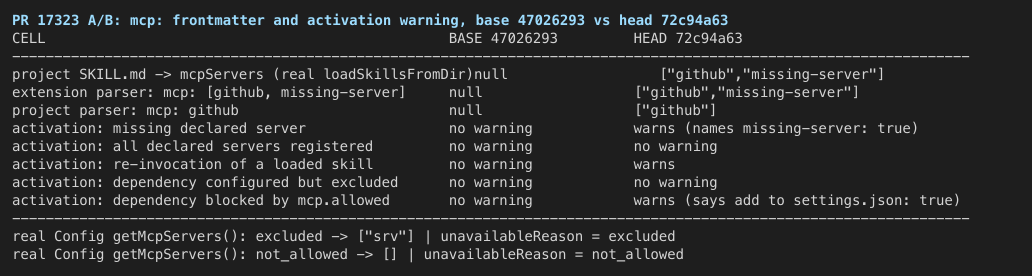 PR 17323 A/B: mcp: frontmatter and activation warning, base 47026293 vs head 72c94a63
CELL BASE 47026293 HEAD 72c94a63
project SKILL.md -> mcpServers (real loadSkillsFromDir)null ["github","missing-server"]
extension parser: mcp: [github, missing-server] null ["github","missing-server"]
project parser: mcp: github null ["github"]
activation: missing declared server no warning warns (names missing-server: true)
activation: all declared servers registered no warning no warning
activation: re-invocation of a loaded skill no warning warns
activation: dependency configured but excluded no warning no warning
activation: dependency blocked by mcp.allowed no warning warns (says add to settings.json: true)
real Config getMcpServers(): excluded -> ["srv"] | unavailableReason = excluded
real Config getMcpServers(): not_allowed -> [] | unavailableReason = not_allowed